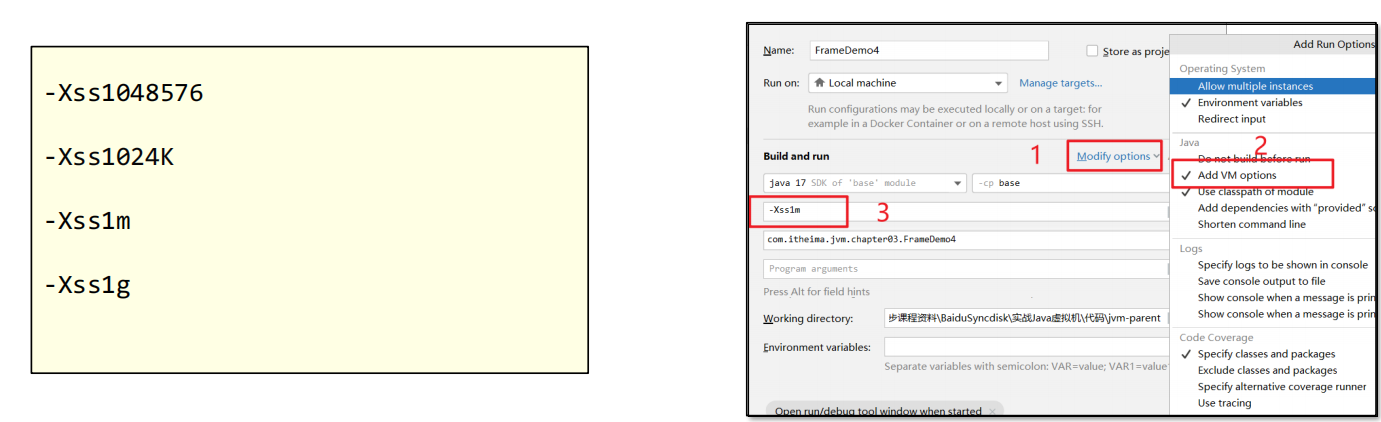 -Xss1048576
-Xss1024K
-Xss1m
-Xss1g
Name: FrameDemo4 Store as proje
Run on: Local machine Manage targets...
Run configurations may be executed locally or on a target: for
example in a Docker Container or on a remote host using SSH.
Build and run 1 Modify options
java 17 SDK of 'base' module -cp base
-Xss1m 3
com.itheima.jvm.chapter03.FrameDemo4
Program arguments
Press Alt for field hints
Working directory: 步课程资料\BaiduSyncdisk\实战Java虚拟机\代码\jvm-parent
Environment variables:
Separate variables with semicolon: VAR=value; VAR1=value
Open run/debug tool window when started ×
Add Run Options
Operating System
Allow multiple instances
Environment variables
Redirect input
Java
2
Do not build before run
Add VM options
Use classpath of module
Add dependencies with "provided" s
Shorten command line
Logs
Specify logs to be shown in console
Save console output to file
Show console when a message is prin
Show console when a message is prin
Code Coverage
Specify classes and packages
Exclude classes and packages
Specify alternative coverage runner
Use tracing